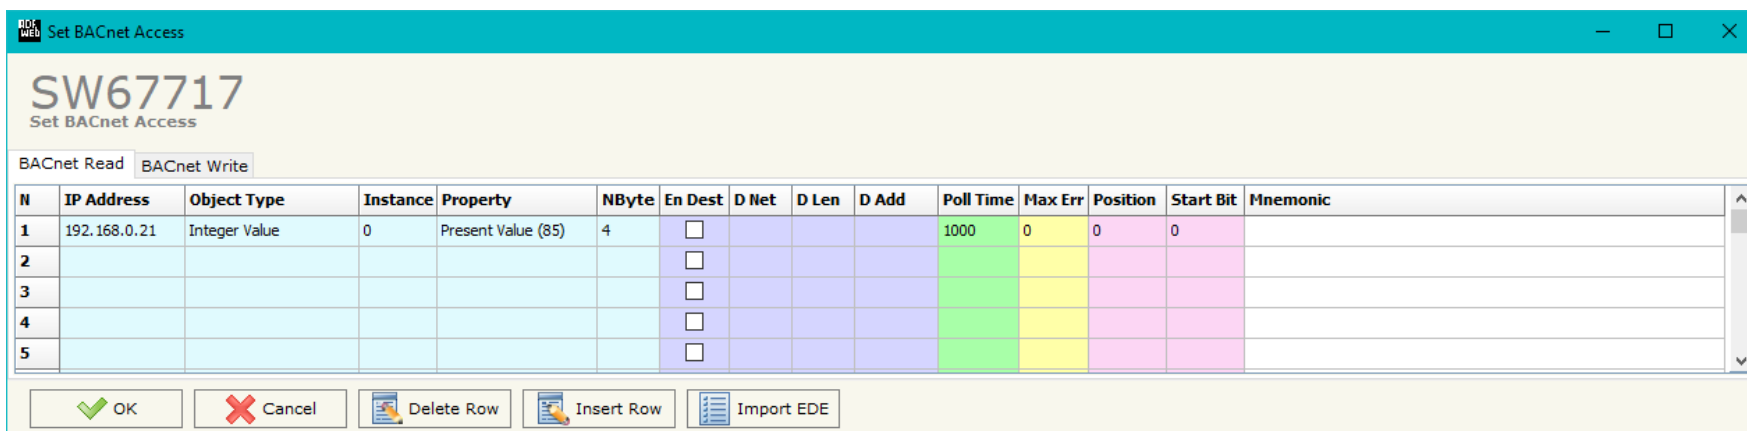 ADF WEB Set BACnet Access
SW67717
Set BACnet Access
BACnet Read BACnet Write
N IP Address Object Type Instance Property NByte En Dest D Net D Len D Add Poll Time Max Err Position Start Bit Mnemonic
1 192.168.0.21 Integer Value 0 Present Value (85) 4 1000 0 0 0
2
3
4
5
OK Cancel Delete Row Insert Row Import EDE